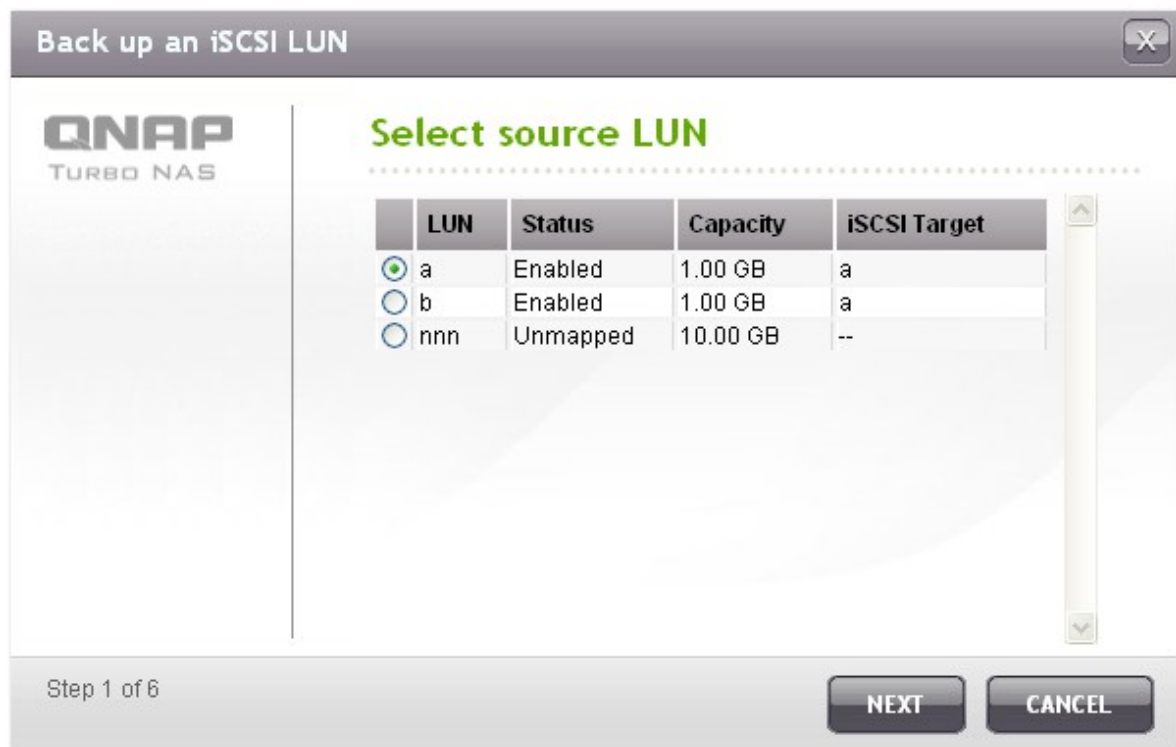 Back up an iSCSI LUN
X
QNAP
TURBO NAS
Select source LUN
LUN Status Capacity iSCSI Target
a Enabled 1.00 GB a
b Enabled 1.00 GB a
nnn Unmapped 10.00 GB --
Step 1 of 6
NEXT CANCEL